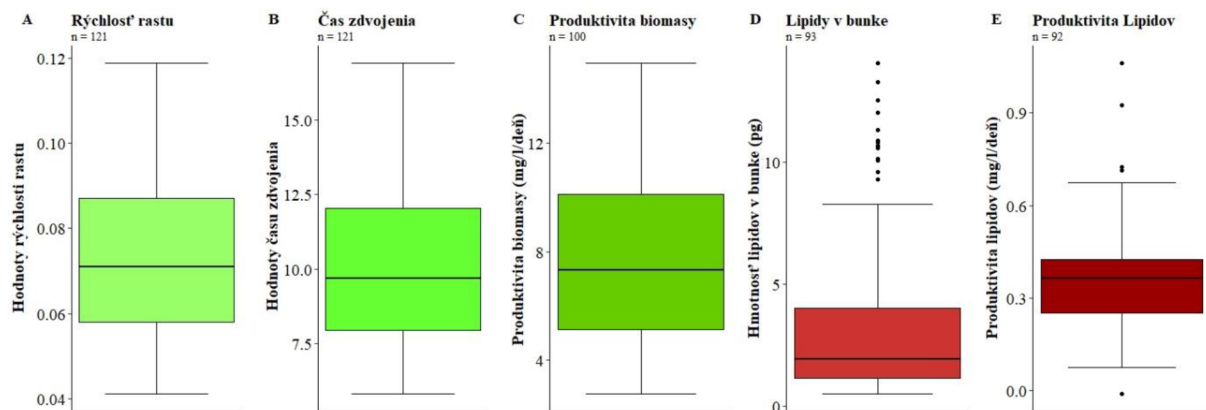 A Rýchlosť rastu
n = 121
Hodnoty rýchlosti rastu
0.12
0.10
0.08
0.06
0.04
B Čas zdvojenia
n = 121
Hodnoty času zdvojenia
15.0
12.5
10.0
7.5
C Produktivita biomasy
n = 100
Produktivita biomasy (mg/l/deň)
12
8
4
D Lipidy v bunke
n = 93
Hmotnosť lipidov v bunke (pg)
10
5
0
E Produktivita Lipidov
n = 92
Produktivita lipidov (mg/l/deň)
0.9
0.6
0.3
0.0